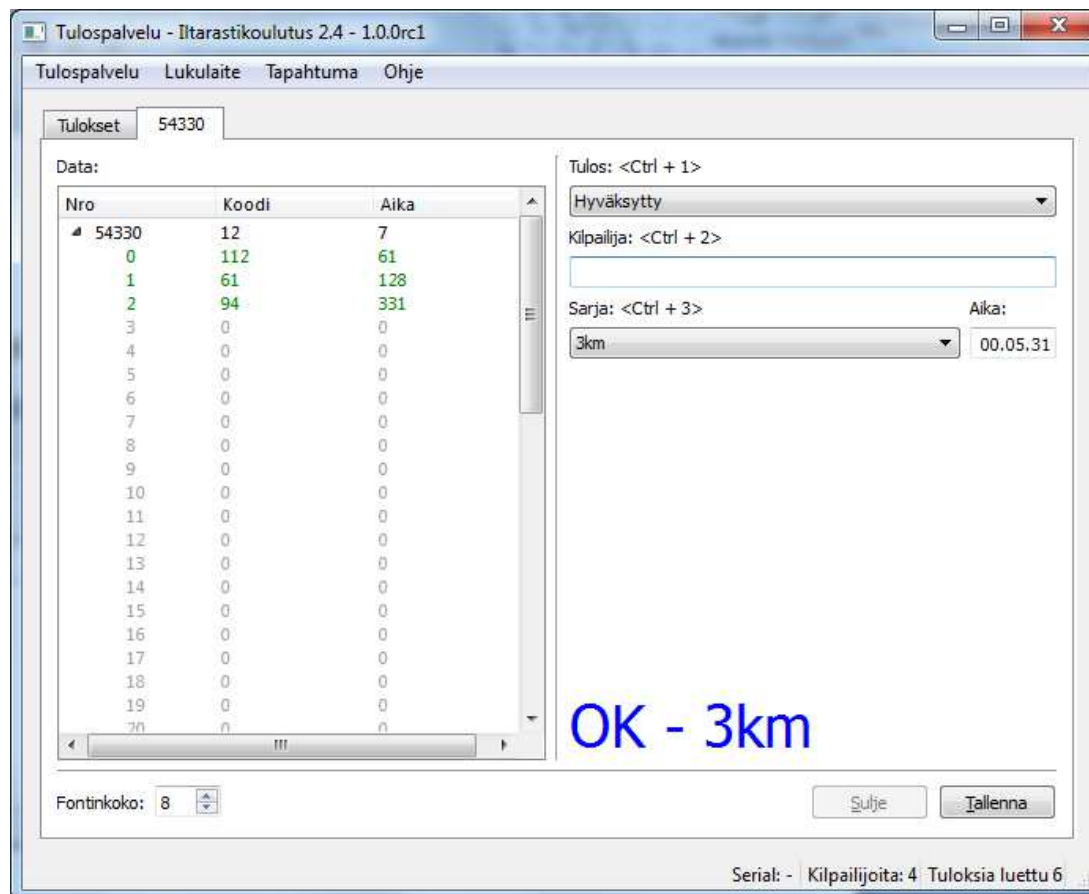 Tulospalvelu - Iltarastikoulutus 2.4 - 1.0.0rc1
Tulospalvelu Lukulaite Tapahtuma Ohje
Tulokset 54330
Data:
Nro Koodi Aika
54330 12 7
0 112 61
1 61 128
2 94 331
3 0 0
4 0 0
5 0 0
6 0 0
7 0 0
8 0 0
9 0 0
10 0 0
11 0 0
12 0 0
13 0 0
14 0 0
15 0 0
16 0 0
17 0 0
18 0 0
19 0 0
20 0 0
Tulos: <Ctrl + 1>
Hyväksytty
Kilpailija: <Ctrl + 2>
Sarja: <Ctrl + 3> Aika:
3km 00.05.31
OK - 3km
Fontinkoko: 8 Sulje Tallenna
Serial: - Kilpailijoita: 4 Tuloksia luettu 6